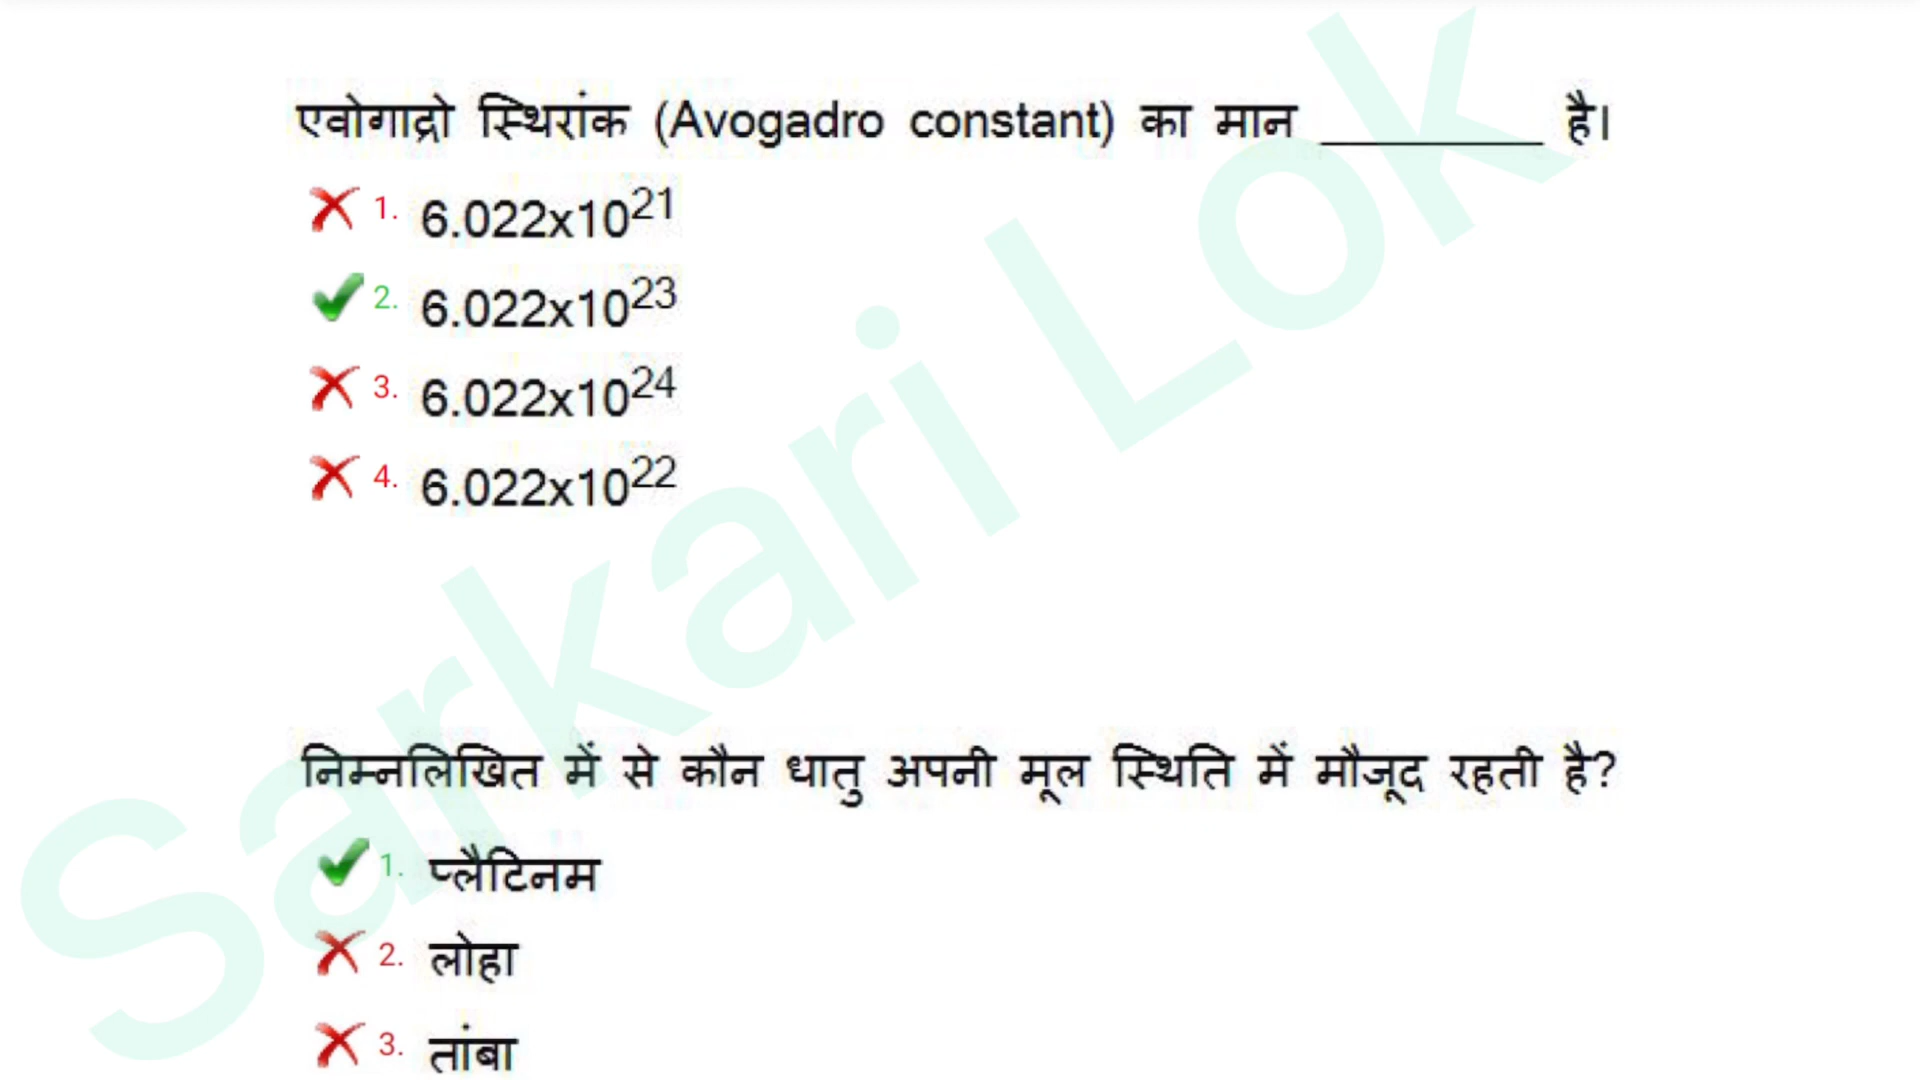 एवोगाद्रो स्थिरांक (Avogadro constant) का मान ________ है।
1. 6.022x10²¹
2. 6.022x10²³
3. 6.022x10²⁴
4. 6.022x10²²
निम्नलिखित में से कौन धातु अपनी मूल स्थिति में मौजूद रहती है?
1. प्लैटिनम
2. लोहा
3. तांबा
Sarkari Lok